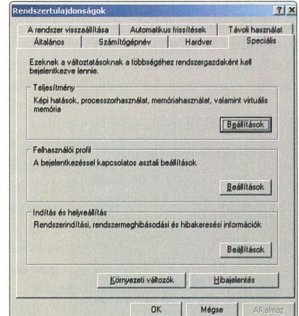 Rendszertulajdonságok
A rendszer visszaállítása Automatikus frissítések Távoli használat
Általános Számítógépnév Hardver Speciális
Ezeknek a változtatásoknak a többségéhez rendszergazdaként kell
bejelentkezve lennie.
Teljesítmény
Képi hatások, processzorhasználat, memóriahasználat, valamint virtuális
memória
Beállítások
Felhasználói profil
A bejelentkezéssel kapcsolatos asztali beállítások
Beállítások
Indítás és helyreállítás
Rendszerindítási, rendszermeghibásodási és hibakeresési információk
Beállítások
Környezeti változók Hibajelentés
OK Mégse Alkalmaz